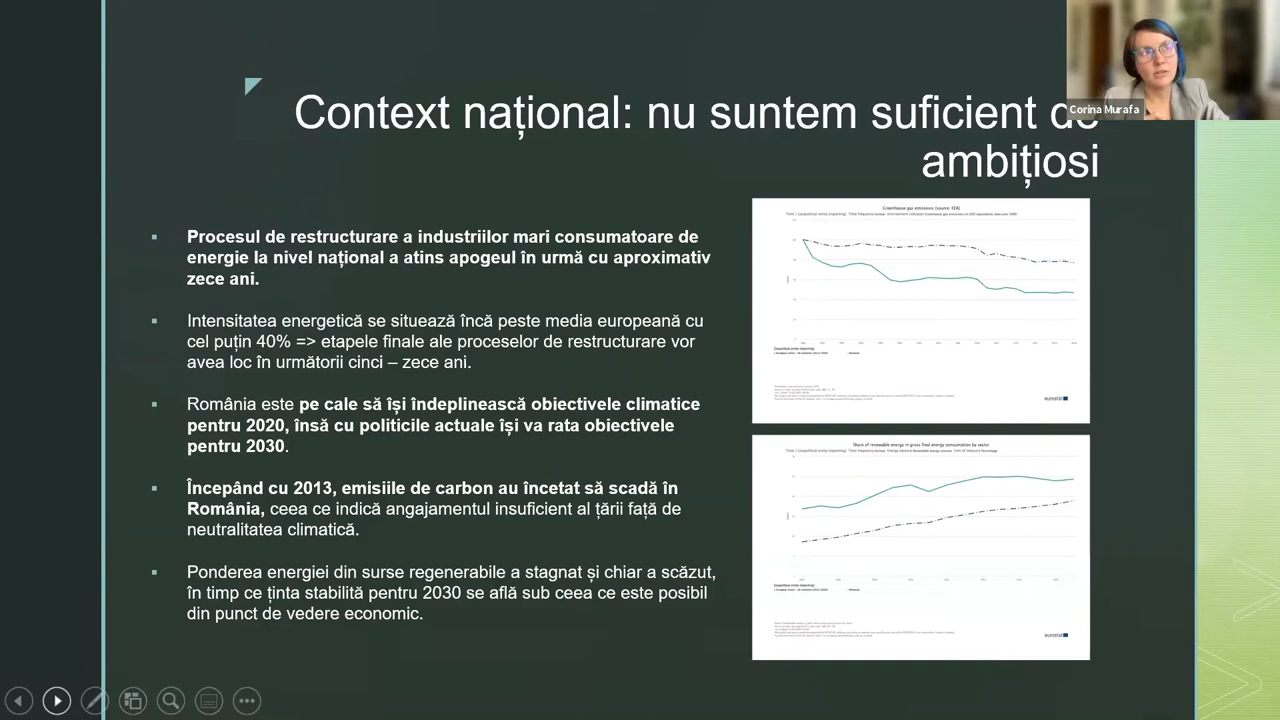 Context național: nu suntem suficient de
ambițiosi
Corina Murafa
Procesul de restructurare a industriilor mari consumatoare de
energie la nivel național a atins apogeul în urmă cu aproximativ
zece ani.
Intensitatea energetică se situează încă peste media europeană cu
cel puțin 40% => etapele finale ale proceselor de restructurare vor
avea loc în următorii cinci – zece ani.
România este pe cale să își îndeplinească obiectivele climatice
pentru 2020, însă cu politicile actuale își va rata obiectivele
pentru 2030.
Începând cu 2013, emisiile de carbon au încetat să scadă în
România, ceea ce indică angajamentul insuficient al țării față de
neutralitatea climatică.
Ponderea energiei din surse regenerabile a stagnat și chiar a scăzut,
în timp ce ținta stabilită pentru 2030 se află sub ceea ce este posibil
din punct de vedere economic.
Greenhouse gas emissions (source: EEA)
eurostat
Share of renewable energy in gross final energy consumption by sector
eurostat